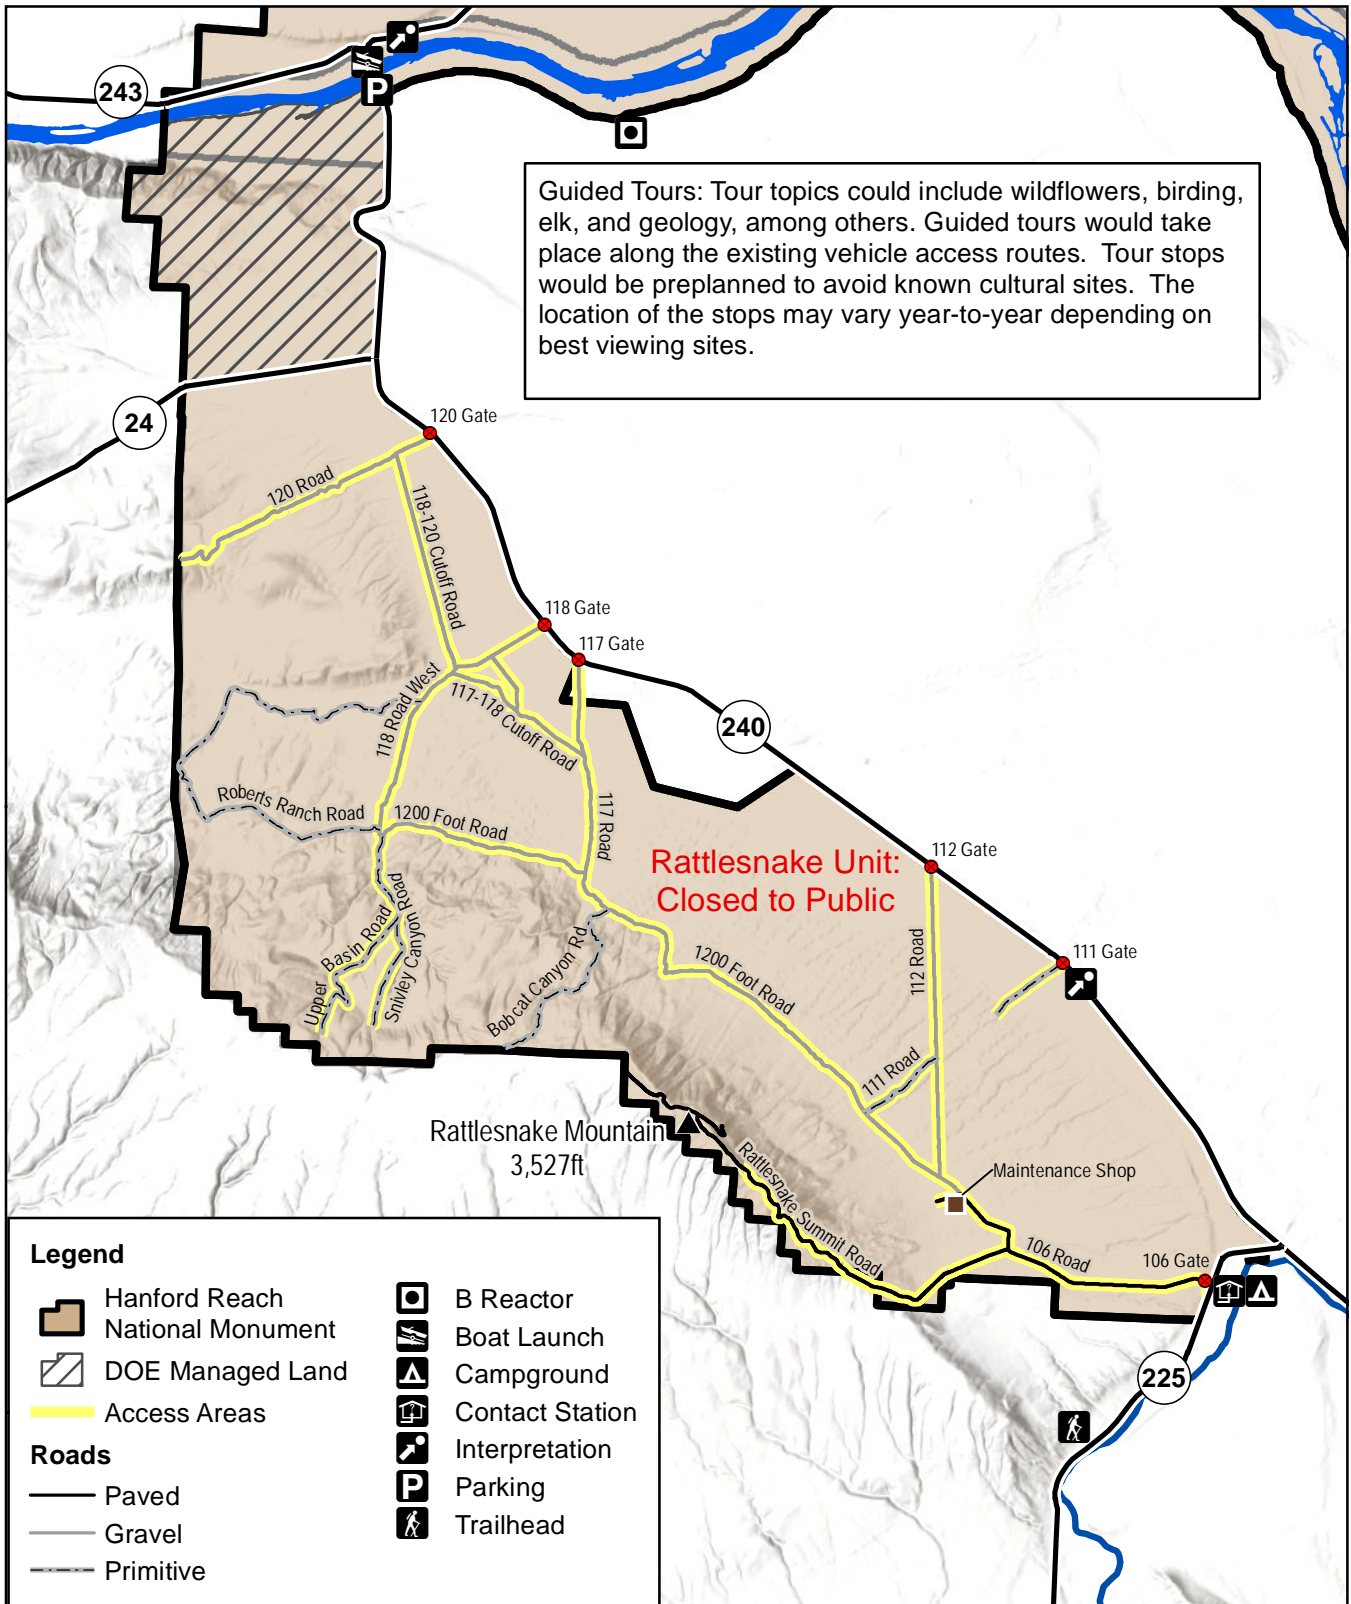 243
P
Guided Tours: Tour topics could include wildflowers, birding,
elk, and geology, among others. Guided tours would take
place along the existing vehicle access routes. Tour stops
would be preplanned to avoid known cultural sites. The
location of the stops may vary year-to-year depending on
best viewing sites.
24
120 Gate
120 Road
118-120 Cutoff Road
118 Gate
117 Gate
118 Road West
117-118 Cutoff Road
240
Roberts Ranch Road
1200 Foot Road
117 Road
Rattlesnake Unit:
Closed to Public
112 Gate
Upper Basin Road
Snivley Canyon Road
Bobcat Canyon Rd
1200 Foot Road
112 Road
111 Gate
111 Road
Rattlesnake Mountain
3,527ft
Rattlesnake Summit Road
Maintenance Shop
106 Road
106 Gate
225
Legend
Hanford Reach
National Monument
DOE Managed Land
Access Areas
Roads
Paved
Gravel
Primitive
B Reactor
Boat Launch
Campground
Contact Station
Interpretation
P Parking
Trailhead